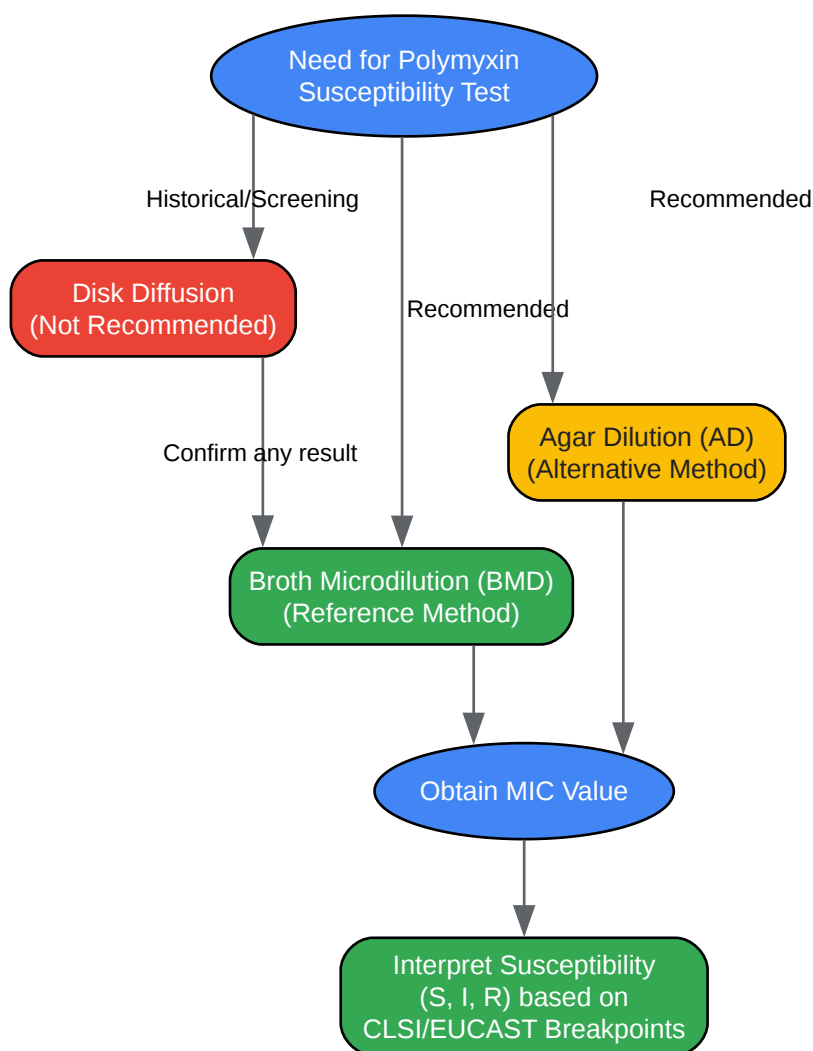 Need for Polymyxin
Susceptibility Test
Historical/Screening
Recommended
Disk Diffusion
(Not Recommended)
Recommended
Agar Dilution (AD)
(Alternative Method)
Confirm any result
Broth Microdilution (BMD)
(Reference Method)
Obtain MIC Value
Interpret Susceptibility
(S, I, R) based on
CLSI/EUCAST Breakpoints